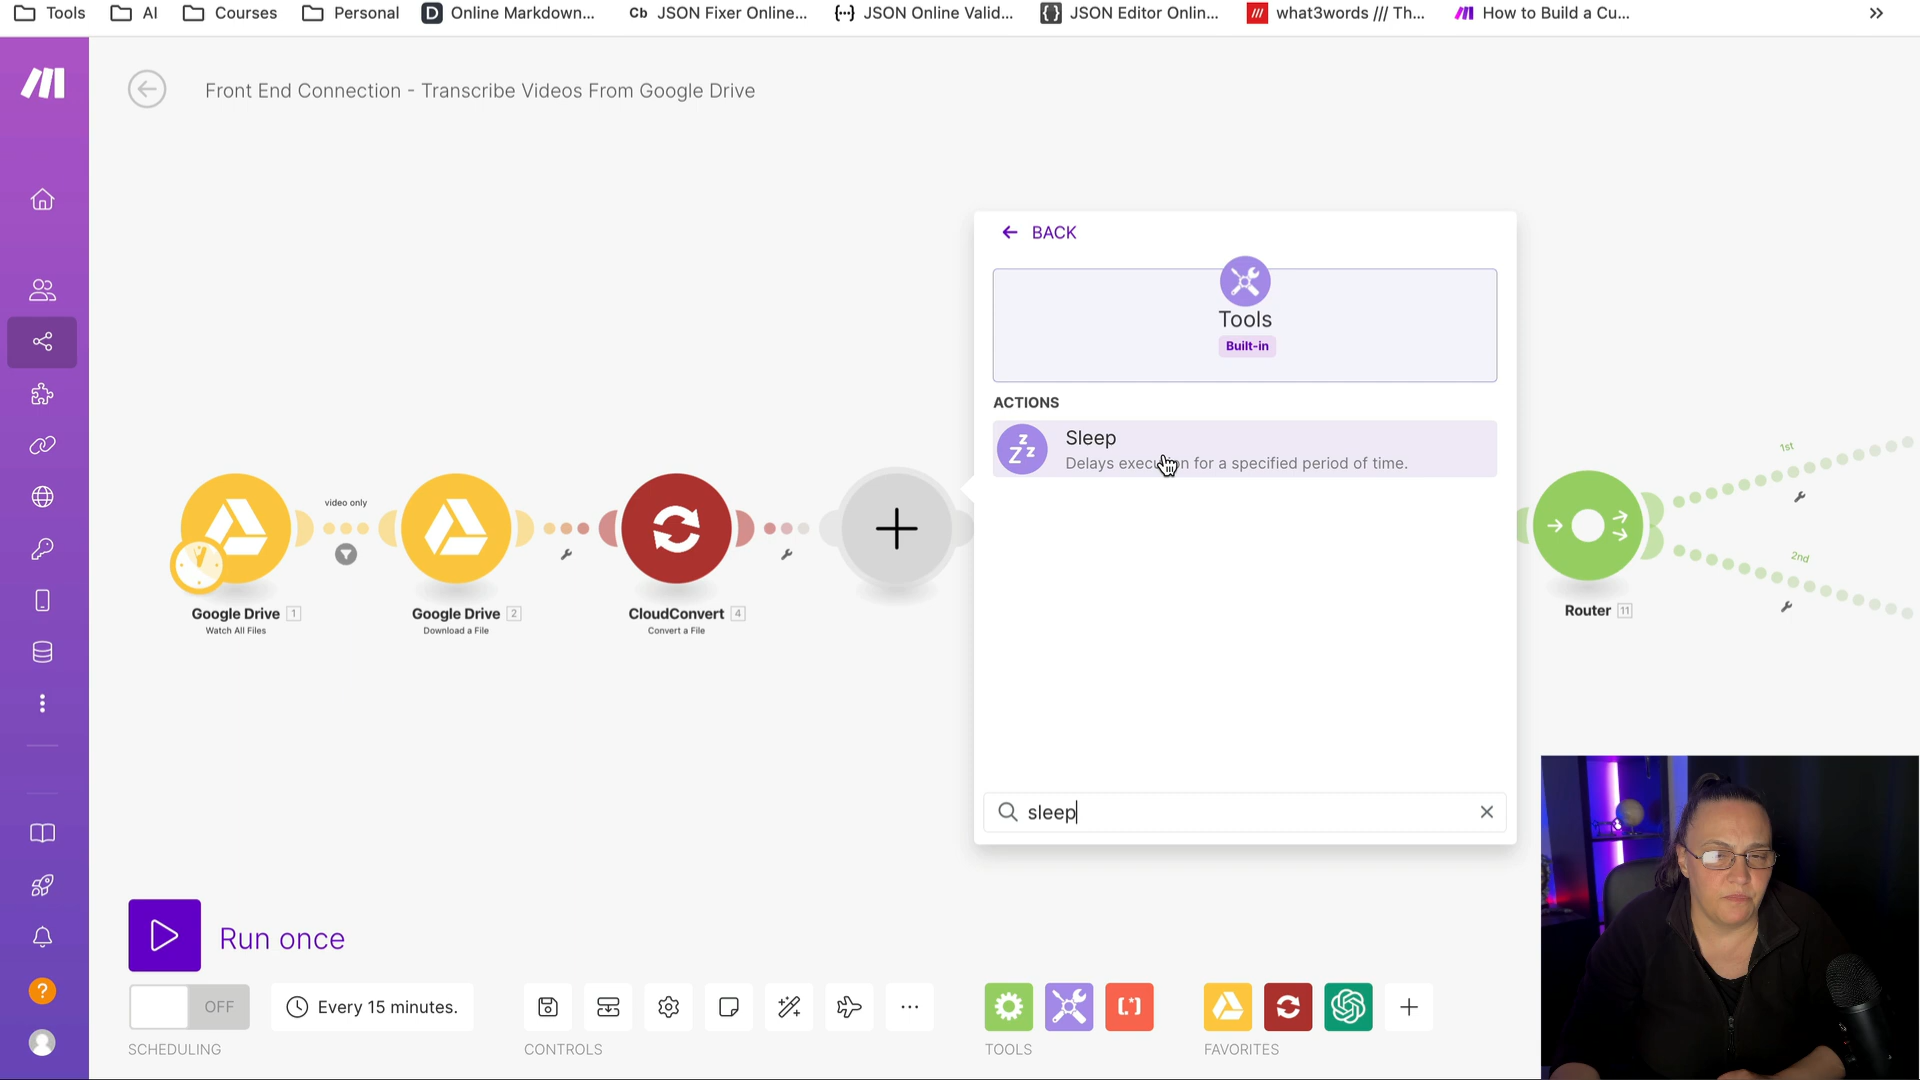 Tools
AI
Courses
Personal
D Online Markdown...
Cb JSON Fixer Online...
{···} JSON Online Valid...
{ } JSON Editor Onlin...
/// what3words /// Th...
How to Build a Cu...
»
Front End Connection - Transcribe Videos From Google Drive
BACK
Tools
Built-in
ACTIONS
Sleep
Delays execution for a specified period of time.
video only
1st
2nd
Google Drive 1
Watch All Files
Google Drive 2
Download a File
CloudConvert 4
Convert a File
Router 11
sleep
Run once
OFF
Every 15 minutes.
SCHEDULING
CONTROLS
TOOLS
FAVORITES